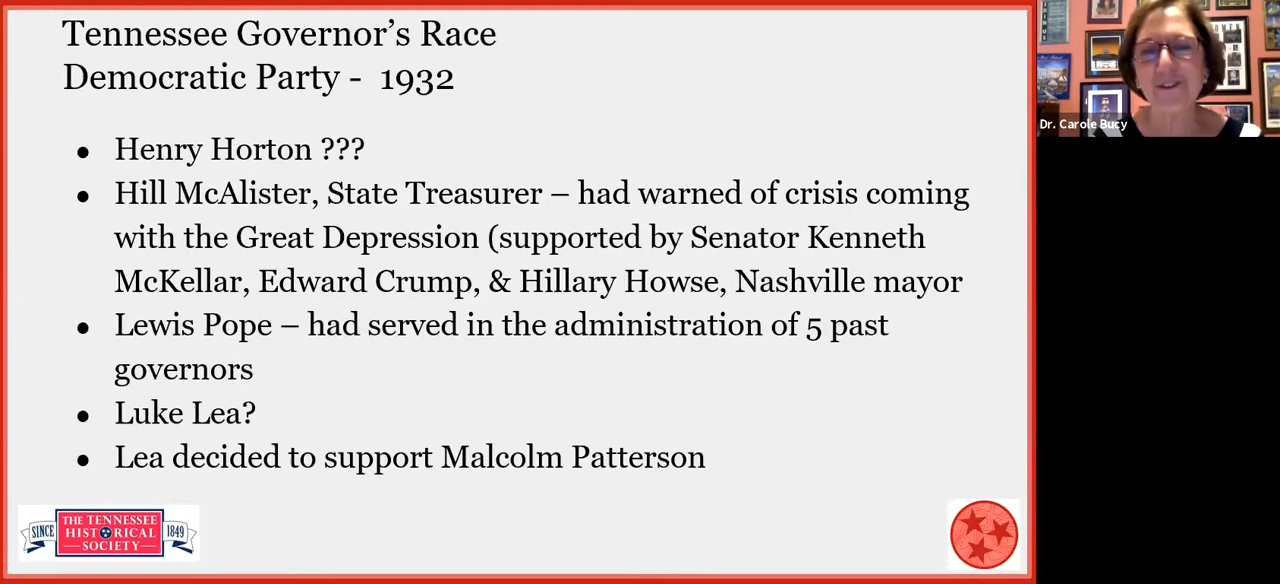 Tennessee Governor's Race
Democratic Party - 1932
● Henry Horton ???
● Hill McAlister, State Treasurer – had warned of crisis coming
with the Great Depression (supported by Senator Kenneth
McKellar, Edward Crump, & Hillary Howse, Nashville mayor
● Lewis Pope – had served in the administration of 5 past
governors
● Luke Lea?
● Lea decided to support Malcolm Patterson
SINCE THE TENNESSEE HISTORICAL SOCIETY 1849
Dr. Carole Bucy